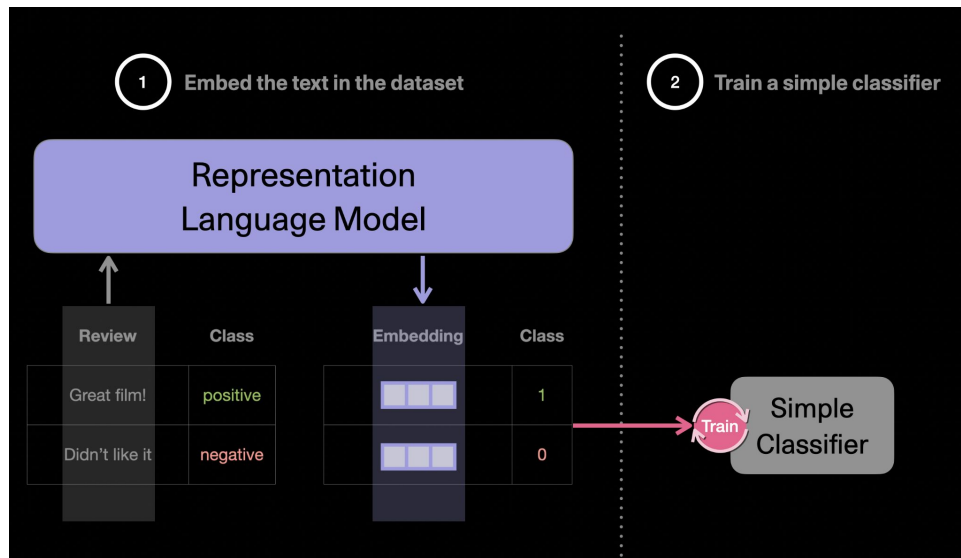 1 Embed the text in the dataset
2 Train a simple classifier
Representation
Language Model
Review Class Embedding Class
Great film! positive 1
Didn't like it negative 0
Train
Simple
Classifier